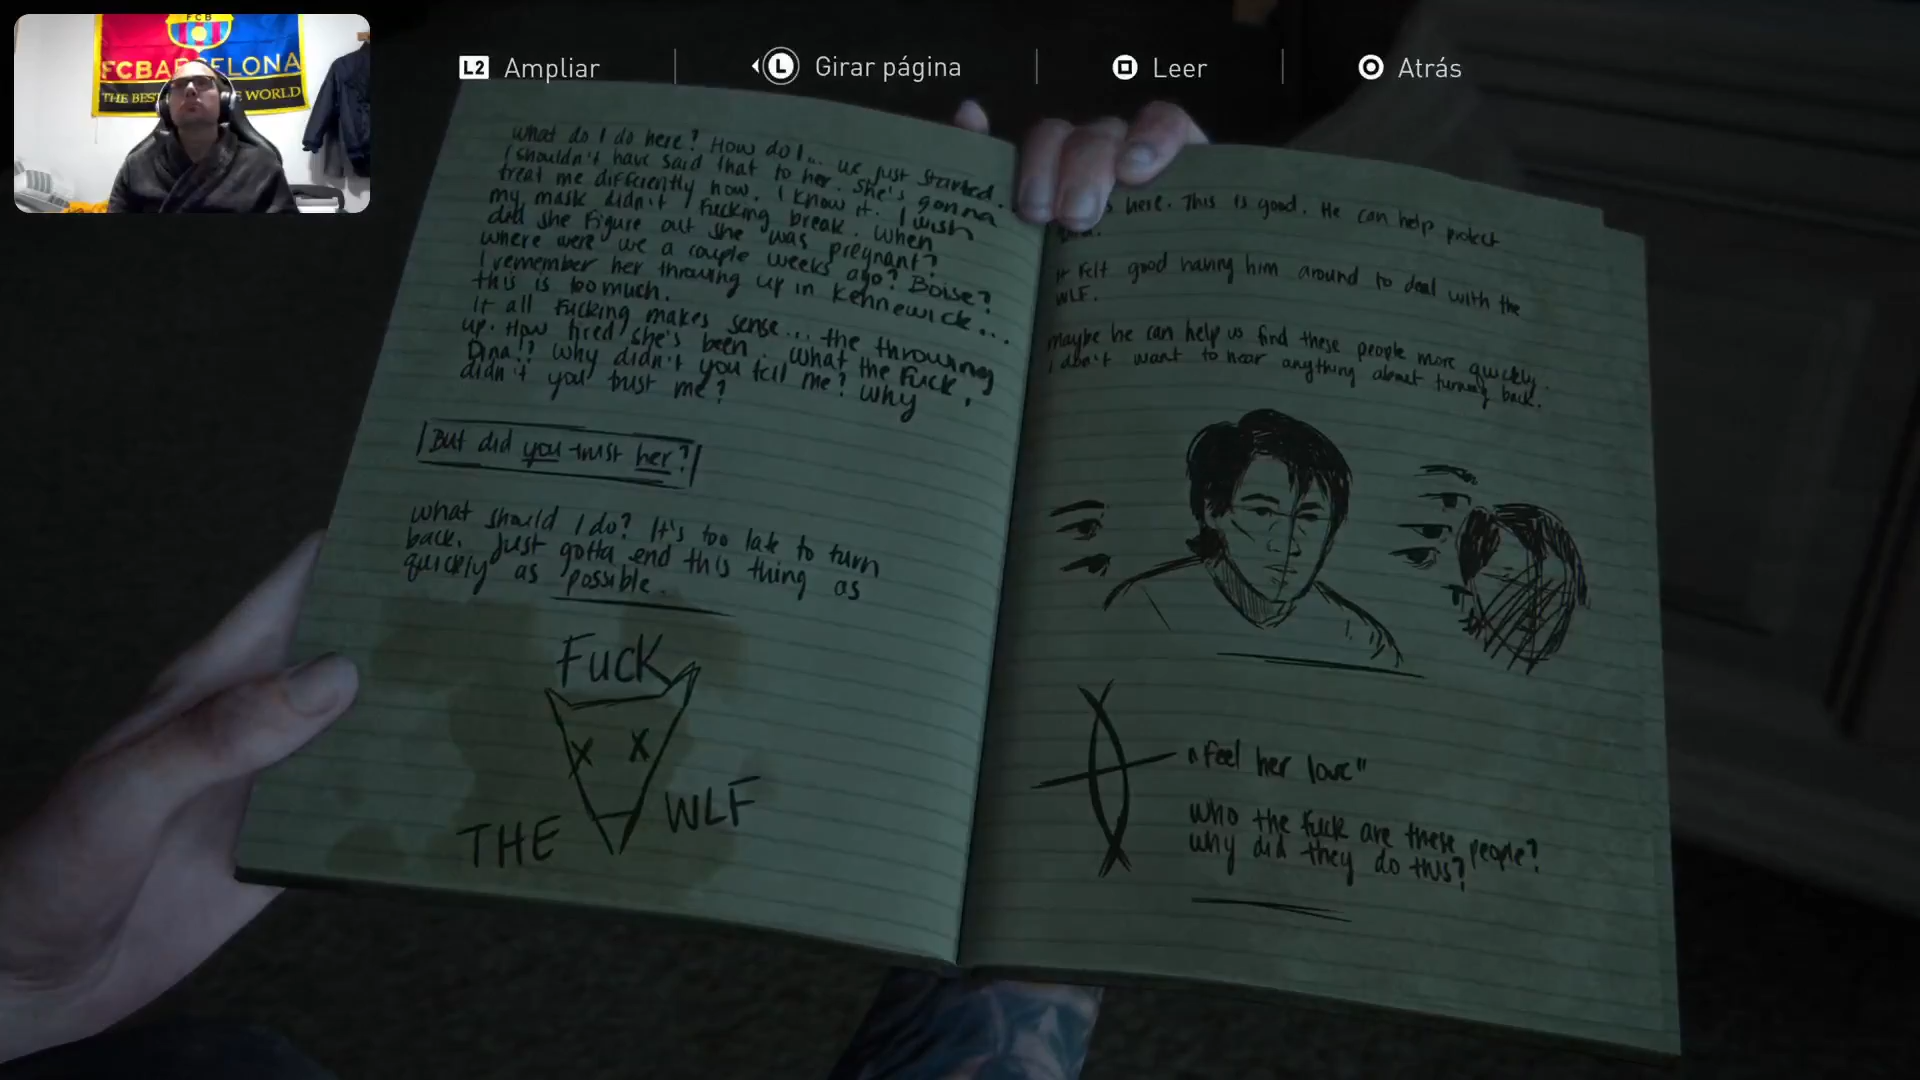 FCB
FCBARCELONA
THE BEST WORLD
L2 Ampliar
L Girar página
Leer
Atrás
What do I do here? How do I... we just started.
I shouldn't have said that to her. She's gonna
treat me differently now. I know it. I wish
my mask didn't fucking break. When
did she figure out she was pregnant?
where were we a couple weeks ago? Boise?
I remember her throwing up in Kennewick...
this is too much.
It all fucking makes sense... the throwing
up. How tired she's been. What the fuck,
Dina!? Why didn't you tell me? Why
didn't you trust me?
But did you trust her?
What should I do? It's too late to turn
back. Just gotta end this thing as
quickly as possible.
Fuck
THE WLF
here. This is good. He can help protect
It felt good having him around to deal with the
WLF.
Maybe he can help us find these people more quickly.
I don't want to hear anything about turning back.
"Feel her love"
Who the fuck are these people?
Why did they do this?